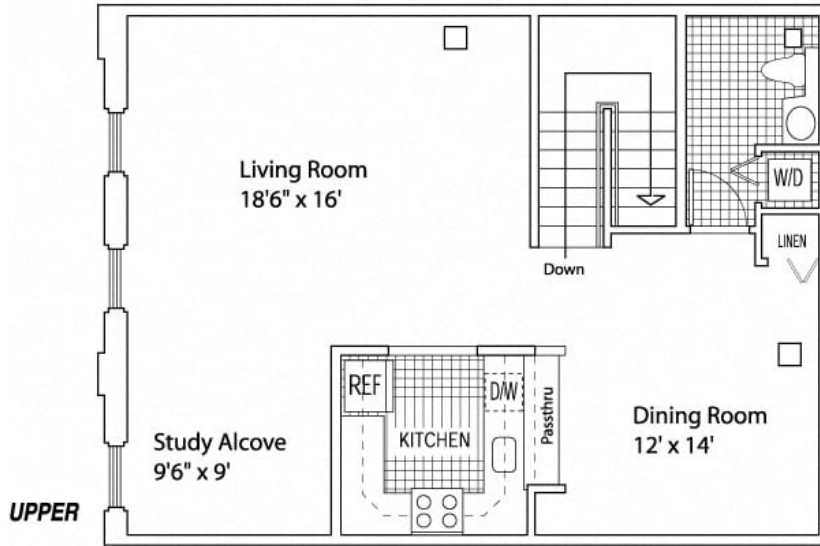 Living Room
18'6" x 16'
W/D
LINEN
Down
REF
D/W
KITCHEN
Passthru
Dining Room
12' x 14'
Study Alcove
9'6" x 9'
UPPER